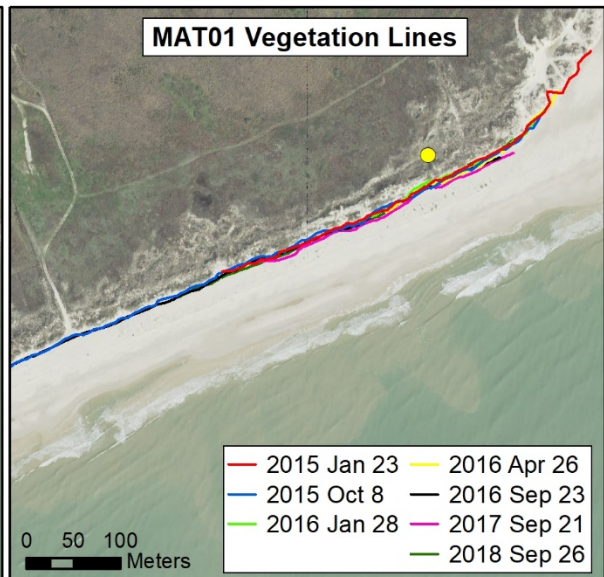 MAT01 Vegetation Lines
2015 Jan 23
2015 Oct 8
2016 Jan 28
2016 Apr 26
2016 Sep 23
2017 Sep 21
2018 Sep 26
0 50 100
Meters